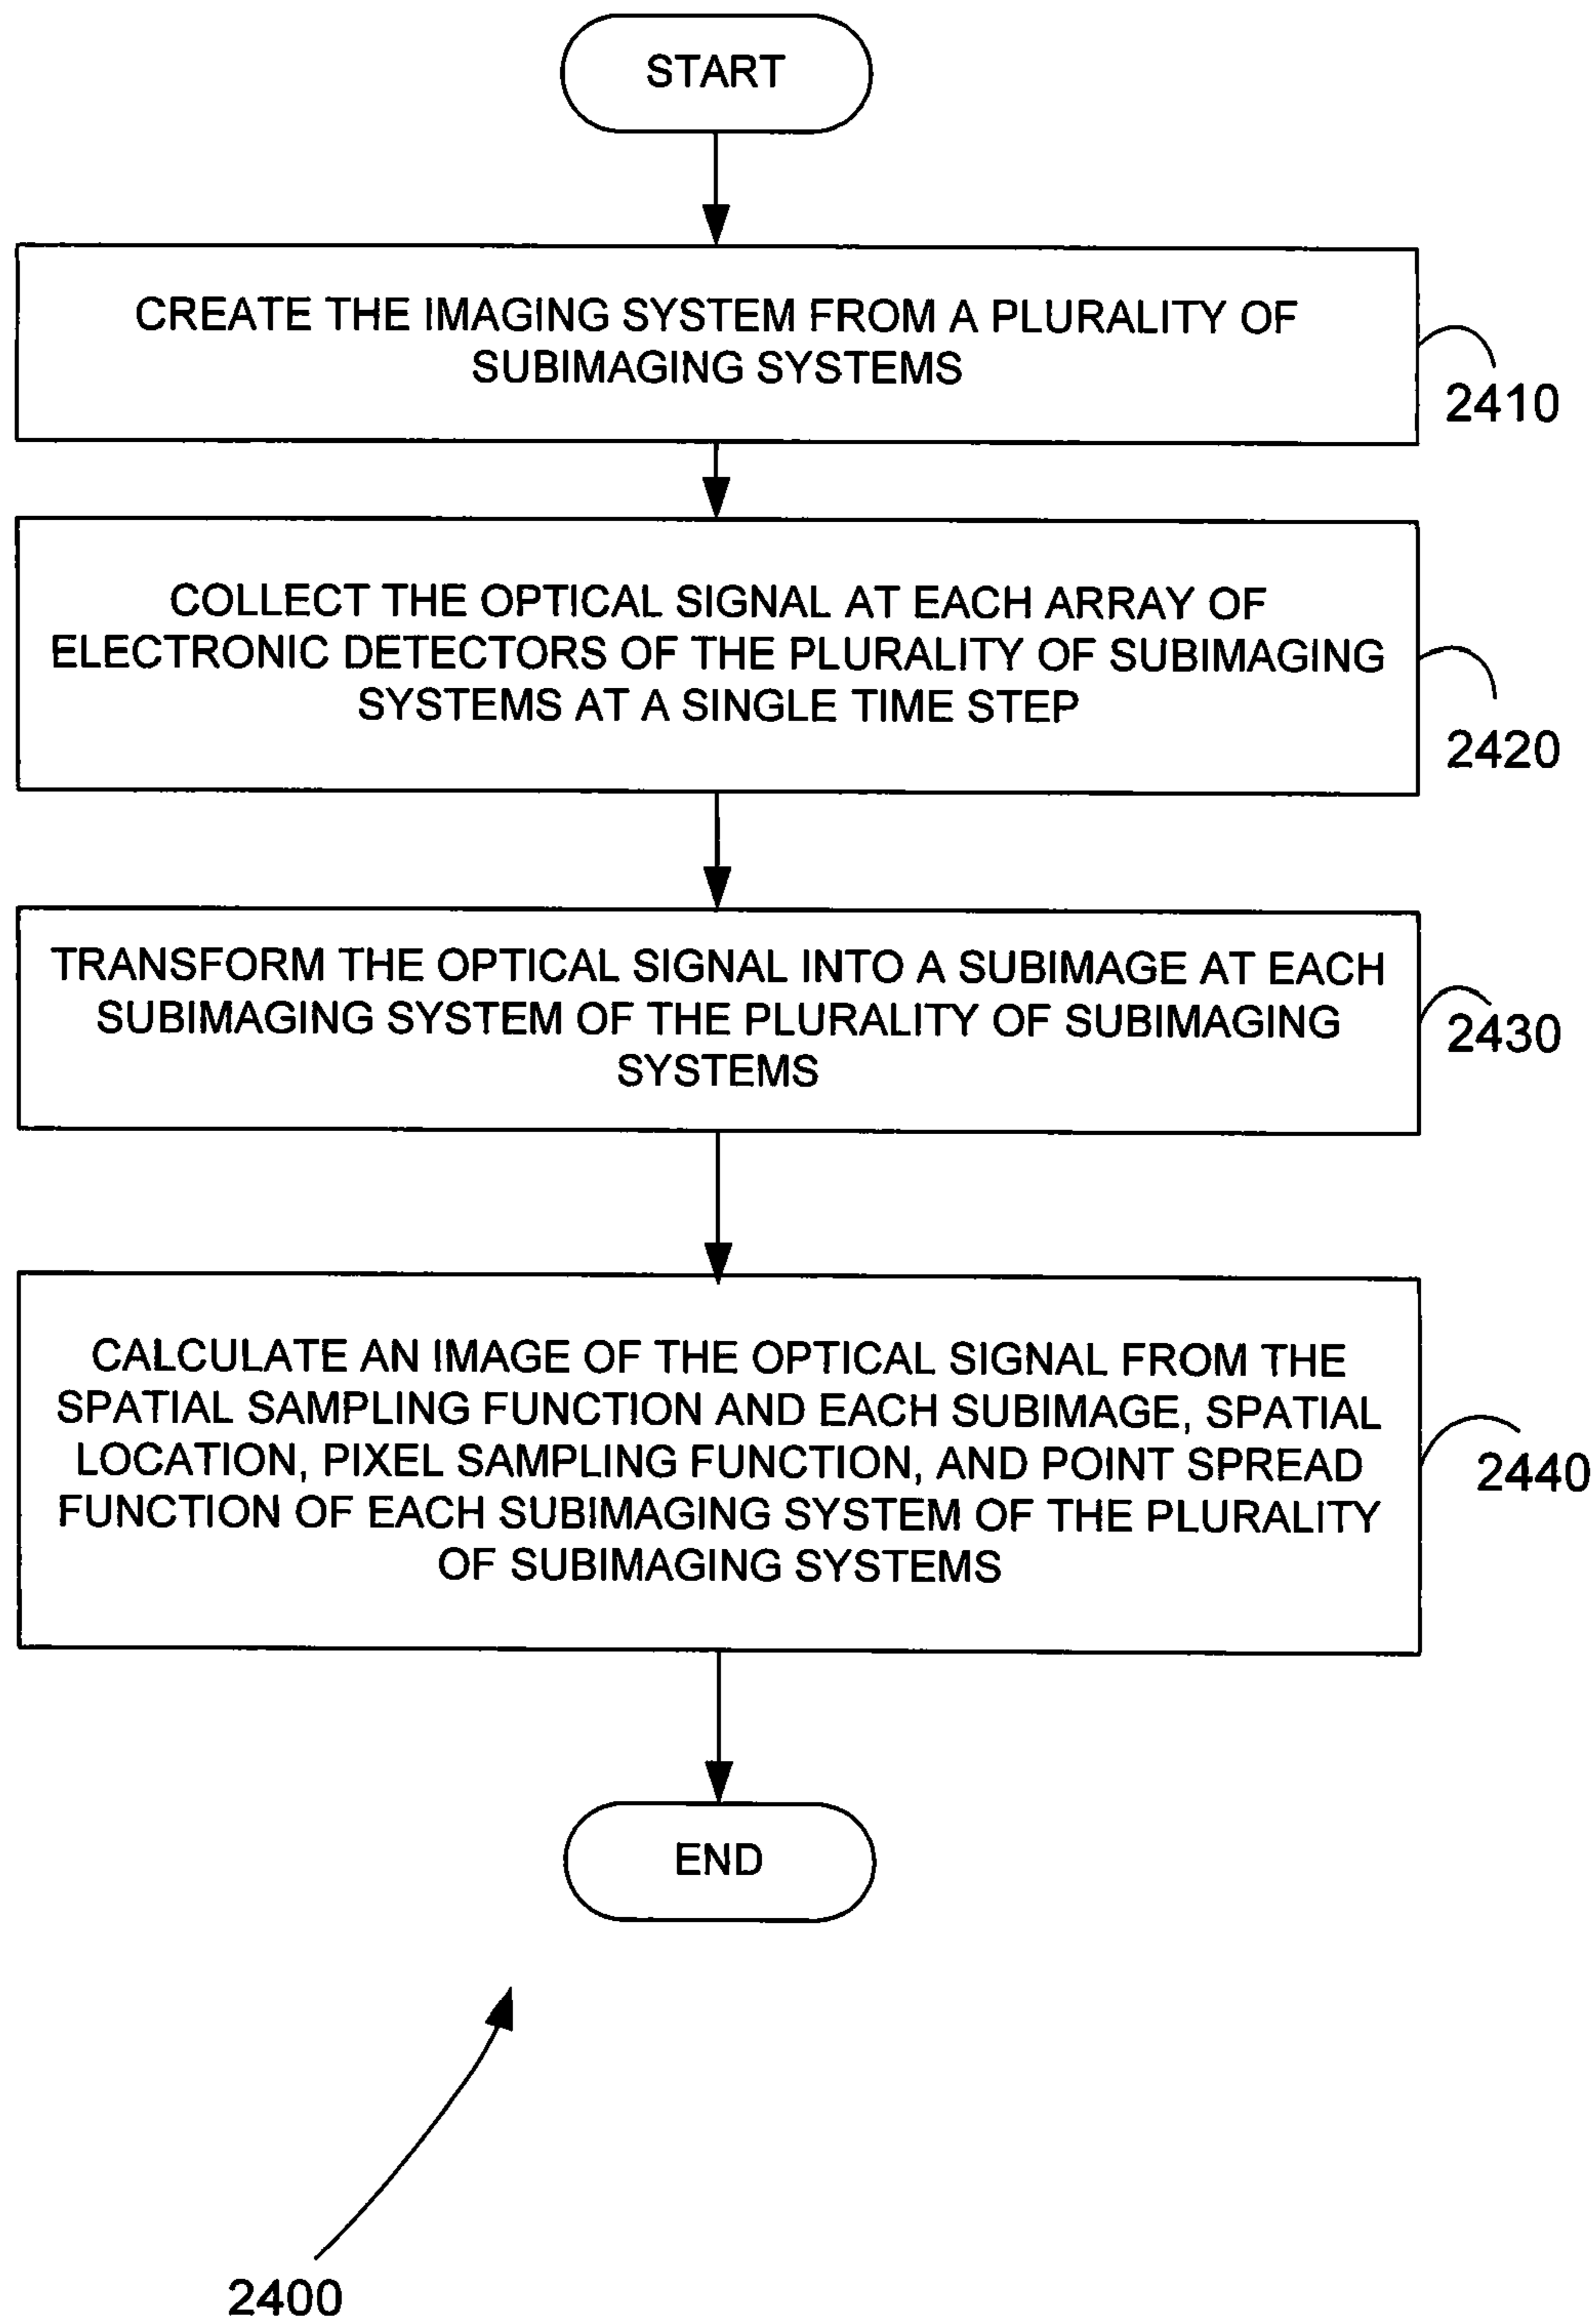 START
CREATE THE IMAGING SYSTEM FROM A PLURALITY OF
SUBIMAGING SYSTEMS
2410
COLLECT THE OPTICAL SIGNAL AT EACH ARRAY OF
ELECTRONIC DETECTORS OF THE PLURALITY OF SUBIMAGING
SYSTEMS AT A SINGLE TIME STEP
2420
TRANSFORM THE OPTICAL SIGNAL INTO A SUBIMAGE AT EACH
SUBIMAGING SYSTEM OF THE PLURALITY OF SUBIMAGING
SYSTEMS
2430
CALCULATE AN IMAGE OF THE OPTICAL SIGNAL FROM THE
SPATIAL SAMPLING FUNCTION AND EACH SUBIMAGE, SPATIAL
LOCATION, PIXEL SAMPLING FUNCTION, AND POINT SPREAD
FUNCTION OF EACH SUBIMAGING SYSTEM OF THE PLURALITY
OF SUBIMAGING SYSTEMS
2440
END
2400